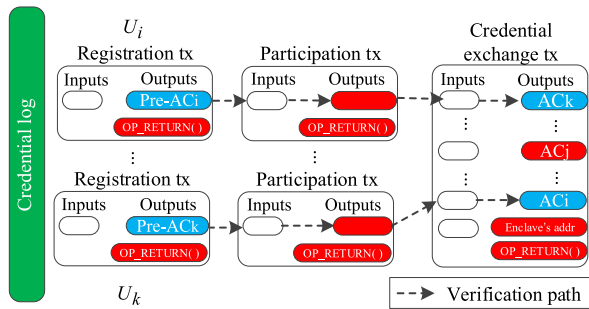 Credential log
U_i
Registration tx
Inputs Outputs
Pre-ACi
OP_RETURN( )
Participation tx
Inputs Outputs
OP_RETURN( )
Credential
exchange tx
Inputs Outputs
ACk
ACj
ACi
Enclave's addr
OP_RETURN( )
Registration tx
Inputs Outputs
Pre-ACk
OP_RETURN( )
Participation tx
Inputs Outputs
OP_RETURN( )
U_k
Verification path